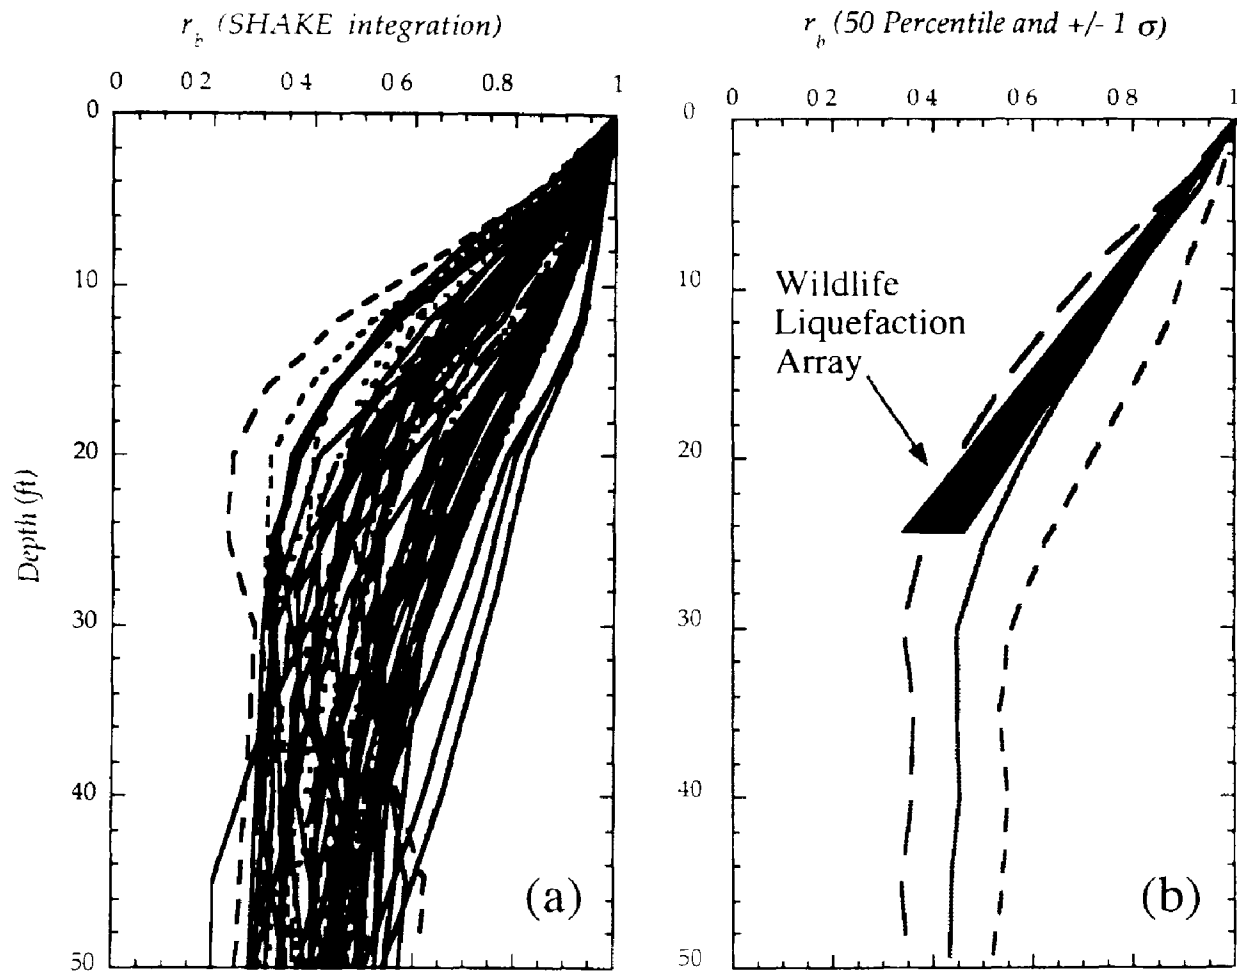 r_b (SHAKE integration)
0 0 2 0 4 0 6 0 8 1
0
10
20
30
40
50
Depth (ft)
(a)
r_b (50 Percentile and +/- 1 σ)
0 0 2 0 4 0 6 0 8 1
0
10
20
30
40
50
Wildlife
Liquefaction
Array
(b)